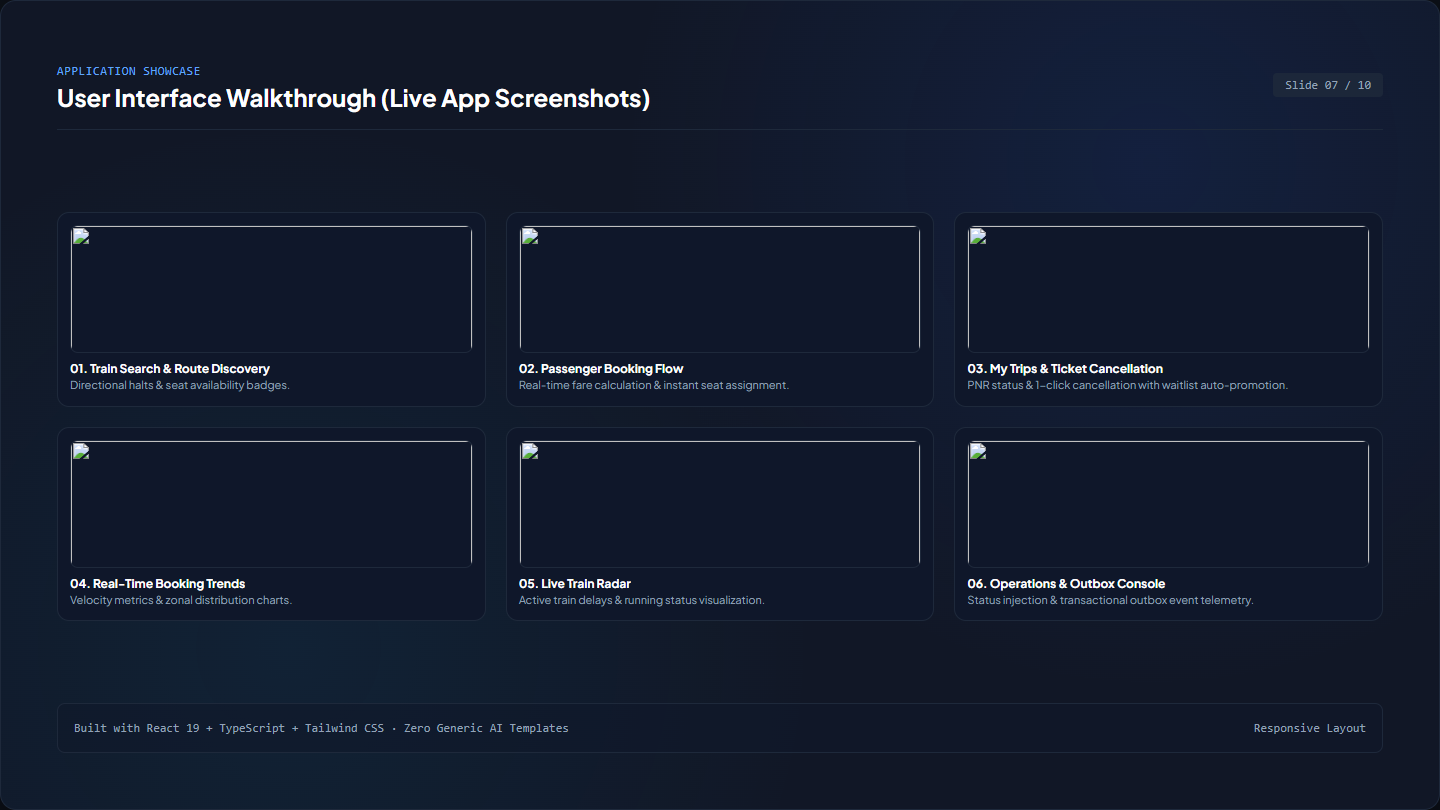 APPLICATION SHOWCASE
User Interface Walkthrough (Live App Screenshots)
Slide 07 / 10
01. Train Search & Route Discovery
Directional halts & seat availability badges.
02. Passenger Booking Flow
Real-time fare calculation & instant seat assignment.
03. My Trips & Ticket Cancellation
PNR status & 1-click cancellation with waitlist auto-promotion.
04. Real-Time Booking Trends
Velocity metrics & zonal distribution charts.
05. Live Train Radar
Active train delays & running status visualization.
06. Operations & Outbox Console
Status injection & transactional outbox event telemetry.
Built with React 19 + TypeScript + Tailwind CSS · Zero Generic AI Templates
Responsive Layout